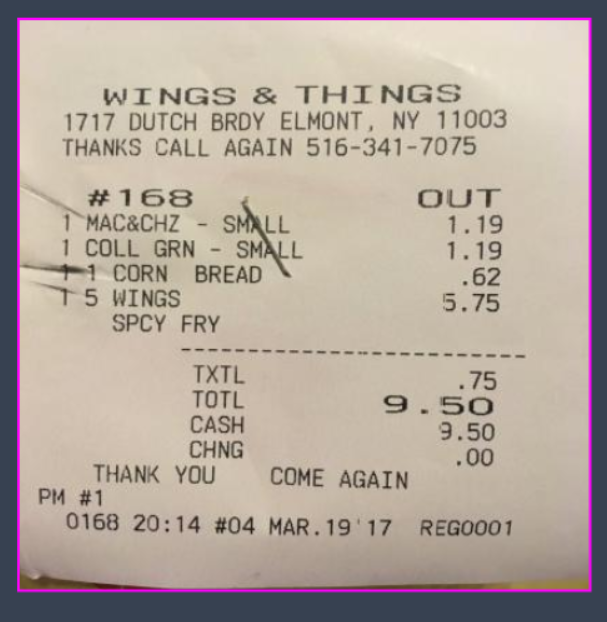 WINGS & THINGS
1717 DUTCH BRDY ELMONT, NY 11003
THANKS CALL AGAIN 516-341-7075
#168 OUT
1 MAC&CHZ - SMALL 1.19
1 COLL GRN - SMALL 1.19
1 1 CORN BREAD .62
1 5 WINGS 5.75
SPCY FRY
--------------------------------
TXTL .75
TOTL 9.50
CASH 9.50
CHNG .00
THANK YOU COME AGAIN
PM #1
0168 20:14 #04 MAR.19'17 REG0001